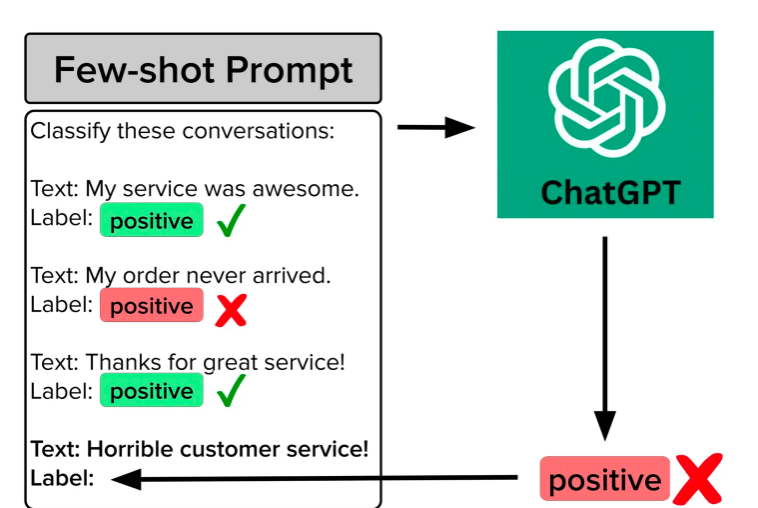 Few-shot Prompt
Classify these conversations:
Text: My service was awesome.
Label: positive
Text: My order never arrived.
Label: positive
Text: Thanks for great service!
Label: positive
Text: Horrible customer service!
Label:
ChatGPT
positive